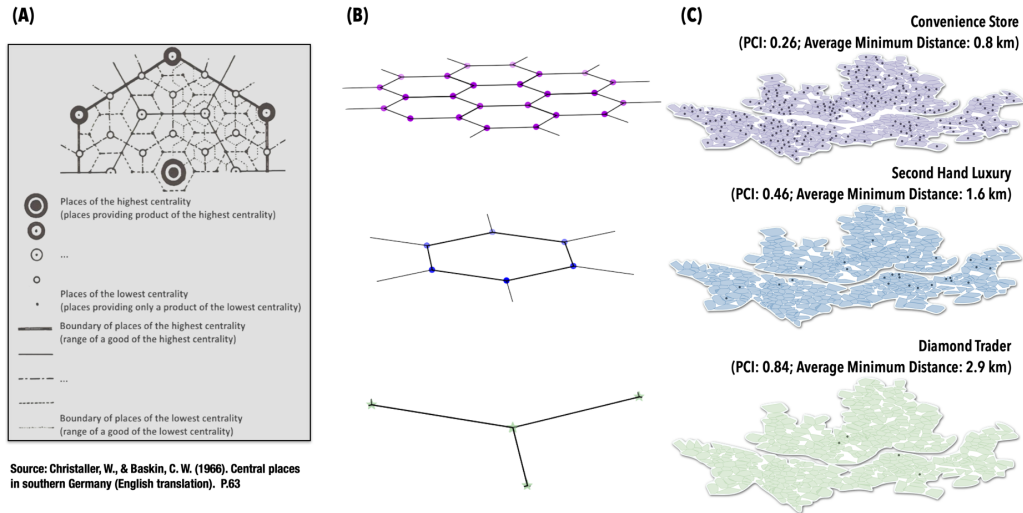 (A)
Places of the highest centrality
(places providing product of the highest centrality)
...
Places of the lowest centrality
(places providing only a product of the lowest centrality)
Boundary of places of the highest centrality
(range of a good of the highest centrality)
...
Boundary of places of the lowest centrality
(range of a good of the lowest centrality)
Source: Christaller, W., & Baskin, C. W. (1966). Central places
in southern Germany (English translation). P.63
(B)
(C)
Convenience Store
(PCI: 0.26; Average Minimum Distance: 0.8 km)
Second Hand Luxury
(PCI: 0.46; Average Minimum Distance: 1.6 km)
Diamond Trader
(PCI: 0.84; Average Minimum Distance: 2.9 km)